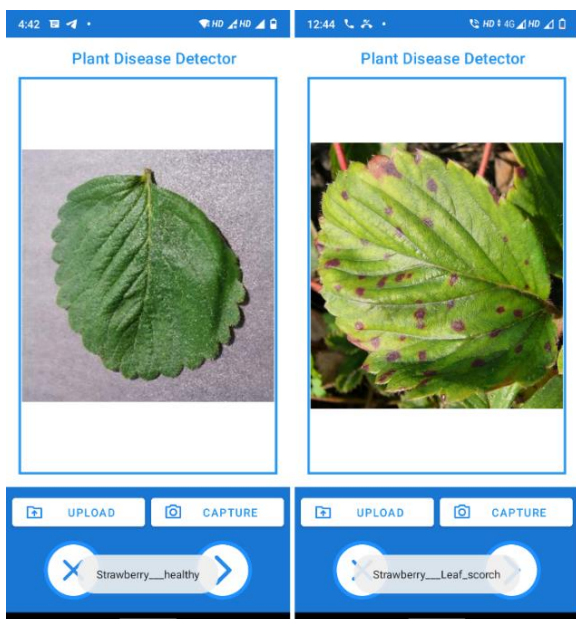 4:42
HD HD
Plant Disease Detector
UPLOAD
CAPTURE
Strawberry___healthy
12:44
HD 4G HD
Plant Disease Detector
UPLOAD
CAPTURE
Strawberry___Leaf_scorch